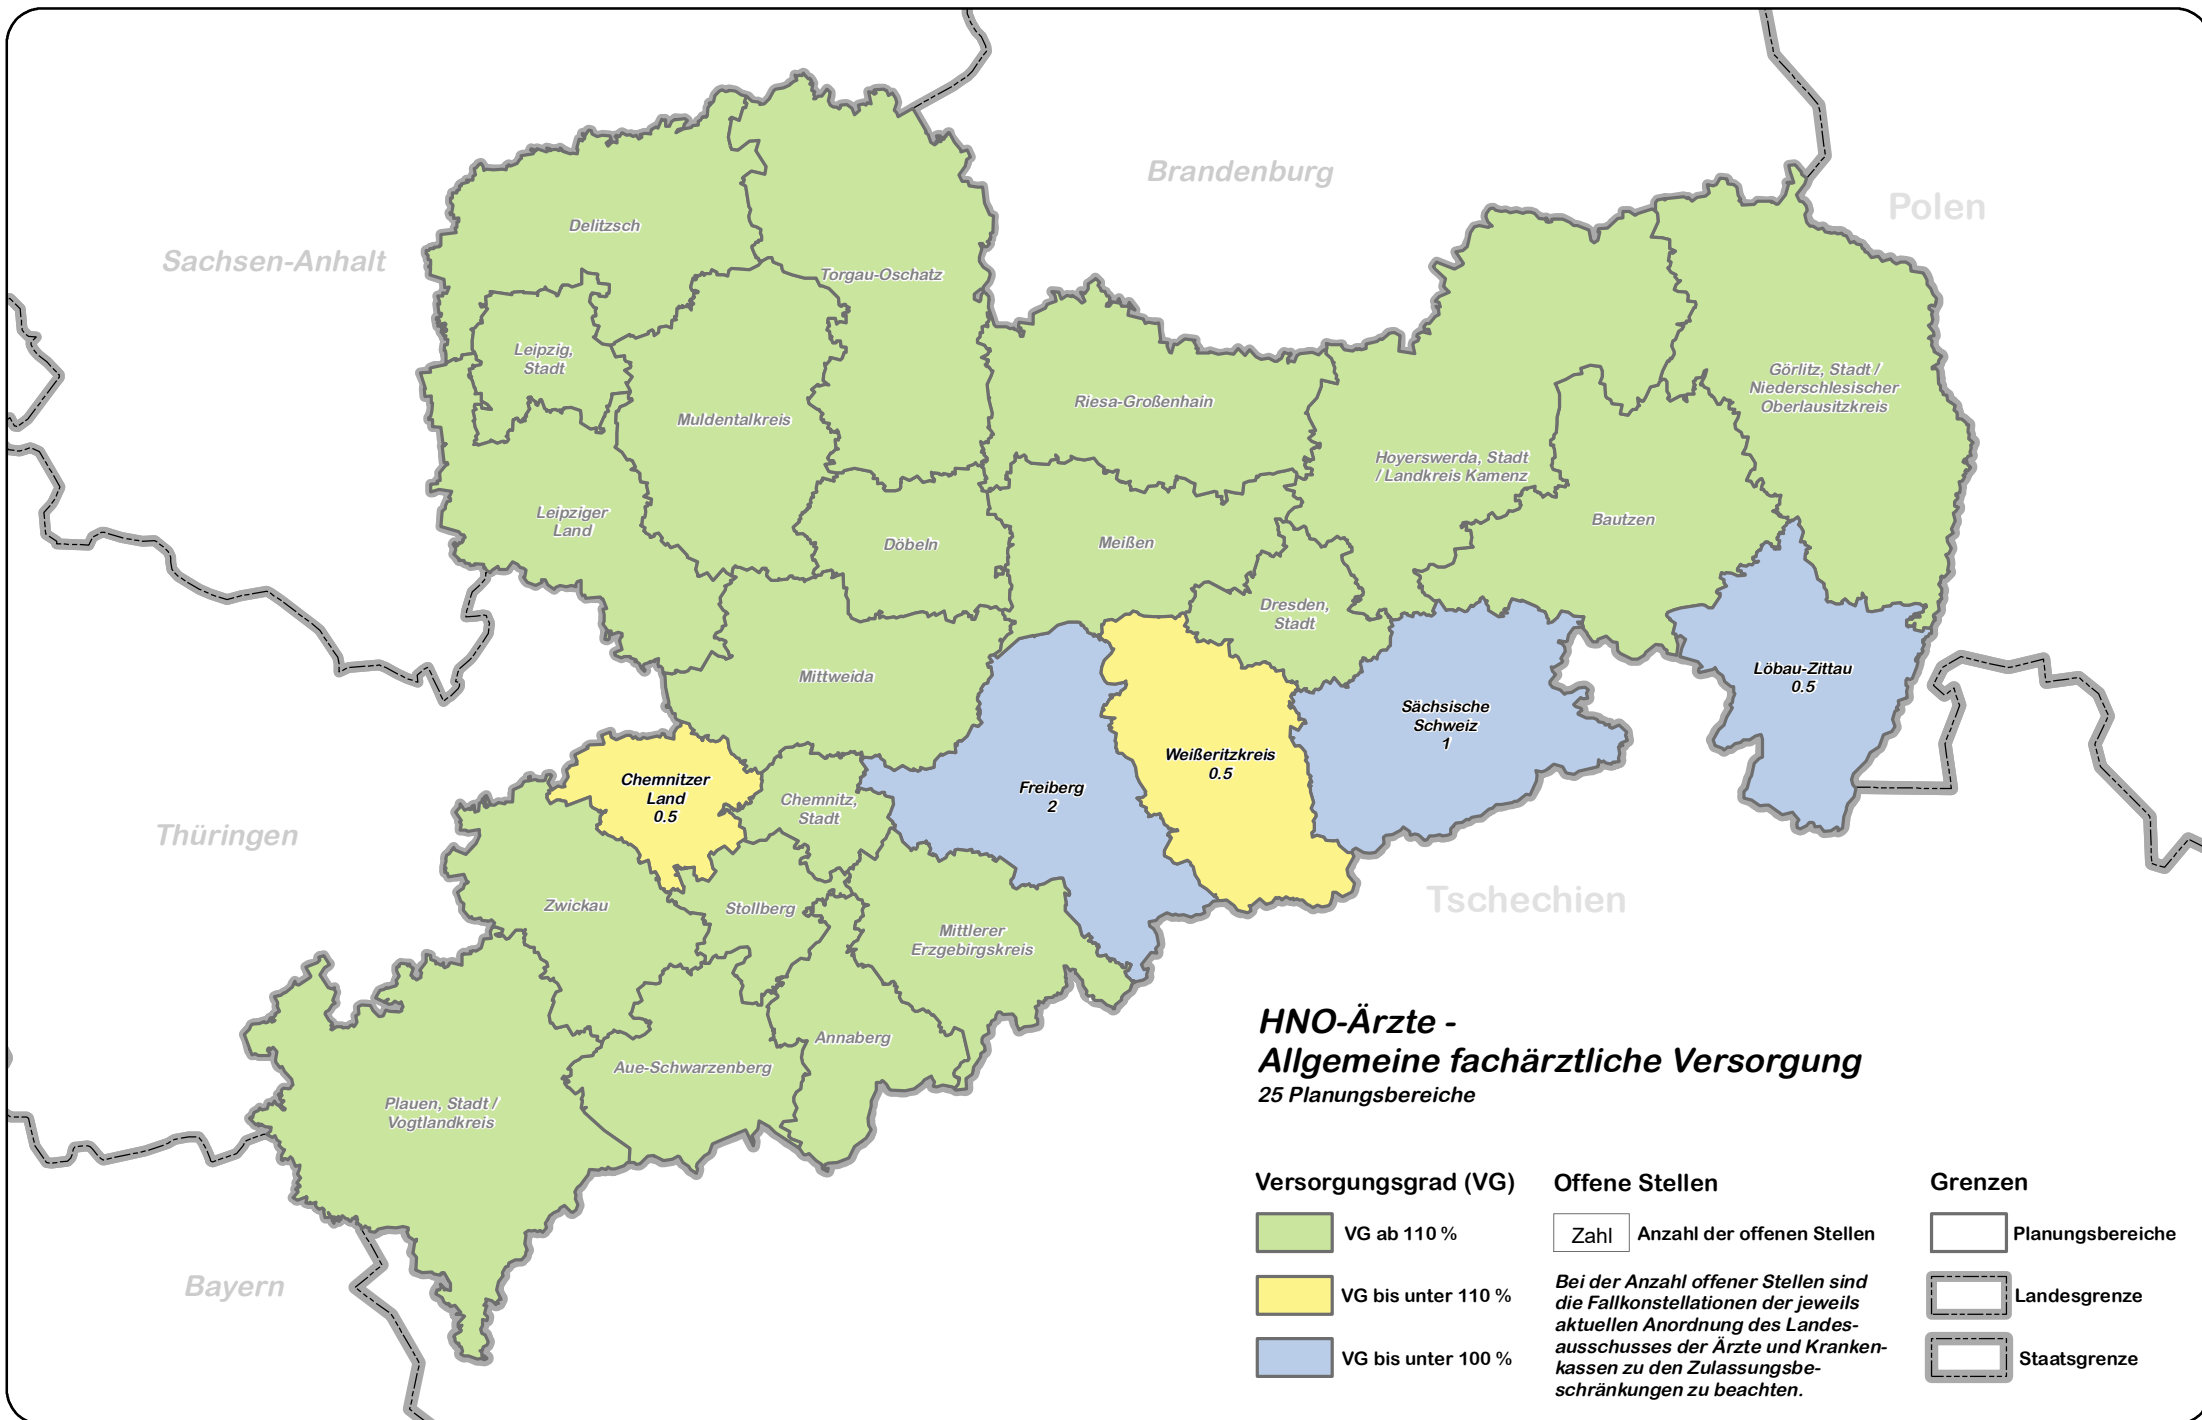 Brandenburg
Polen
Sachsen-Anhalt
Delitzsch
Torgau-Oschatz
Leipzig,
Stadt
Muldentalkreis
Riesa-Großenhain
Görlitz, Stadt /
Niederschlesischer
Oberlausitzkreis
Hoyerswerda, Stadt
/ Landkreis Kamenz
Leipziger
Land
Döbeln
Meißen
Bautzen
Dresden,
Stadt
Mittweida
Löbau-Zittau
0.5
Sächsische
Schweiz
1
Weißeritzkreis
0.5
Freiberg
2
Chemnitzer
Land
0.5
Chemnitz,
Stadt
Thüringen
Zwickau
Stollberg
Mittlerer
Erzgebirgskreis
Tschechien
Annaberg
Aue-Schwarzenberg
Plauen, Stadt /
Vogtlandkreis
Bayern
HNO-Ärzte -
Allgemeine fachärztliche Versorgung
25 Planungsbereiche
Versorgungsgrad (VG)
VG ab 110 %
VG bis unter 110 %
VG bis unter 100 %
Offene Stellen
Zahl Anzahl der offenen Stellen
Bei der Anzahl offener Stellen sind
die Fallkonstellationen der jeweils
aktuellen Anordnung des Landes-
ausschusses der Ärzte und Kranken-
kassen zu den Zulassungsbe-
schränkungen zu beachten.
Grenzen
Planungsbereiche
Landesgrenze
Staatsgrenze